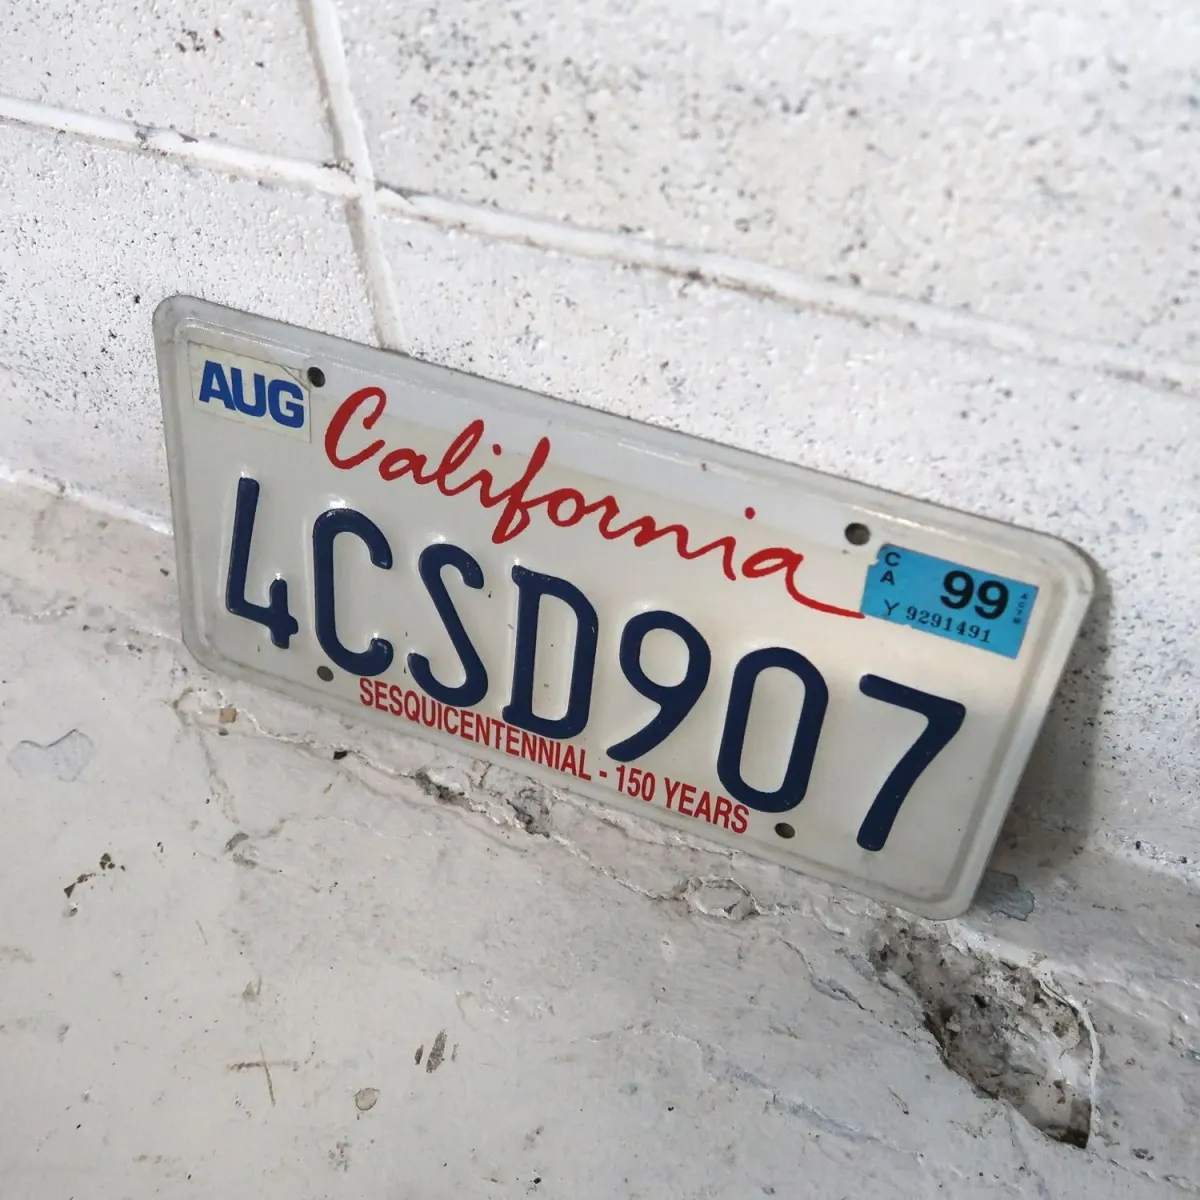 AUG
California
CA 99
Y 9291491
4CSD907
SESQUICENTENNIAL - 150 YEARS